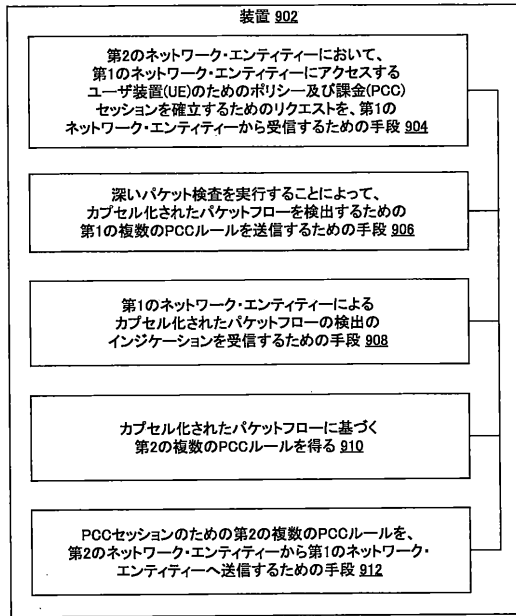 装置 902
第2のネットワーク・エンティティーにおいて、
第1のネットワーク・エンティティーにアクセスする
ユーザ装置(UE)のためのポリシー及び課金(PCC)
セッションを確立するためのリクエストを、第1の
ネットワーク・エンティティーから受信するための手段 904
深いパケット検査を実行することによって、
カプセル化されたパケットフローを検出するための
第1の複数のPCCルールを送信するための手段 906
第1のネットワーク・エンティティーによる
カプセル化されたパケットフローの検出の
インジケーションを受信するための手段 908
カプセル化されたパケットフローに基づく
第2の複数のPCCルールを得る 910
PCCセッションのための第2の複数のPCCルールを、
第2のネットワーク・エンティティーから第1のネットワーク・
エンティティーへ送信するための手段 912